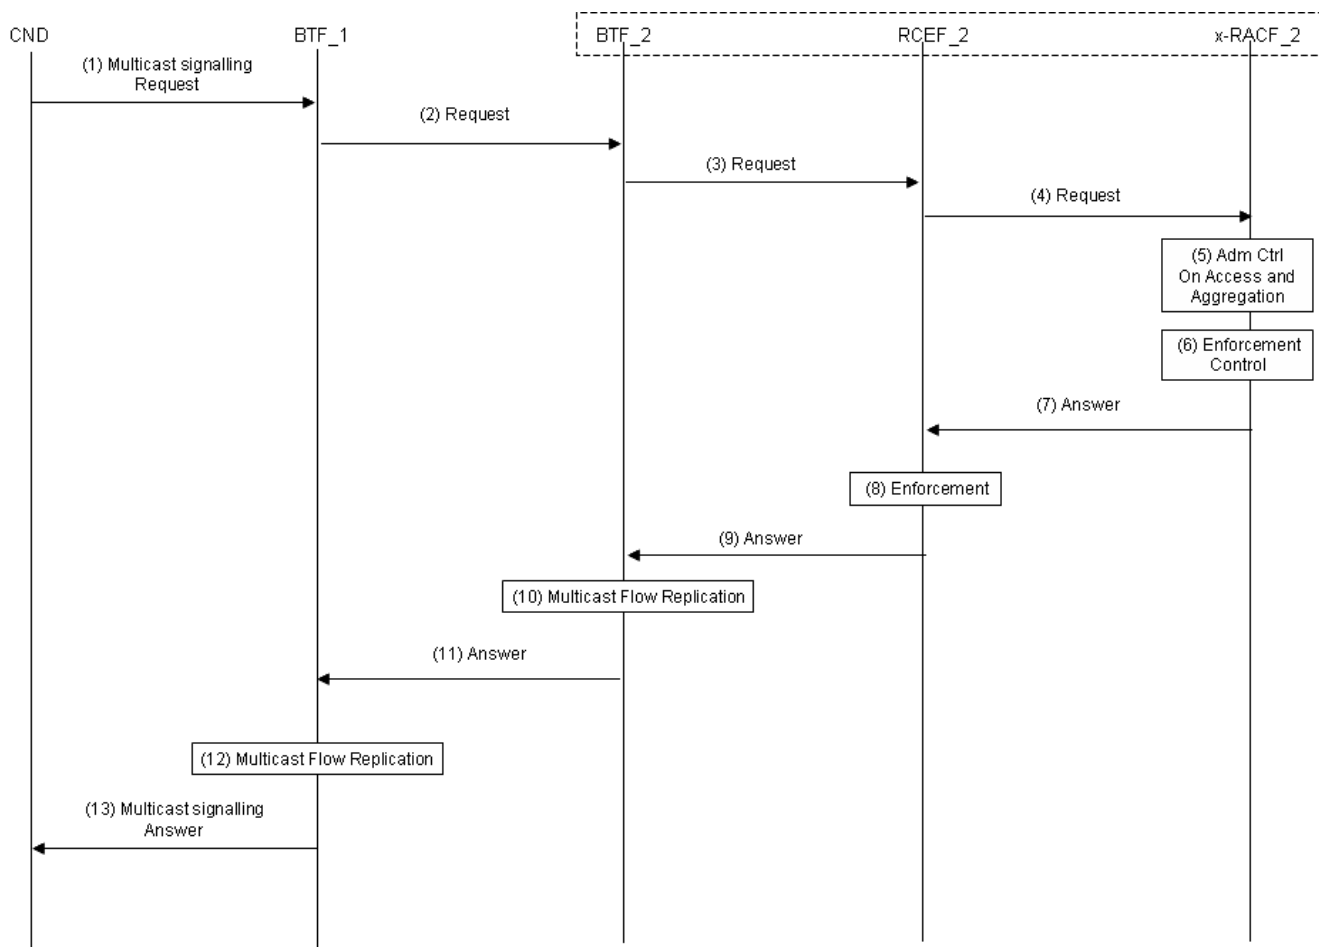 CND
BTF_1
BTF_2
RCEF_2
x-RACF_2
(1) Multicast signalling
Request
(2) Request
(3) Request
(4) Request
(5) Adm Ctrl
On Access and
Aggregation
(6) Enforcement
Control
(7) Answer
(8) Enforcement
(9) Answer
(10) Multicast Flow Replication
(11) Answer
(12) Multicast Flow Replication
(13) Multicast signalling
Answer